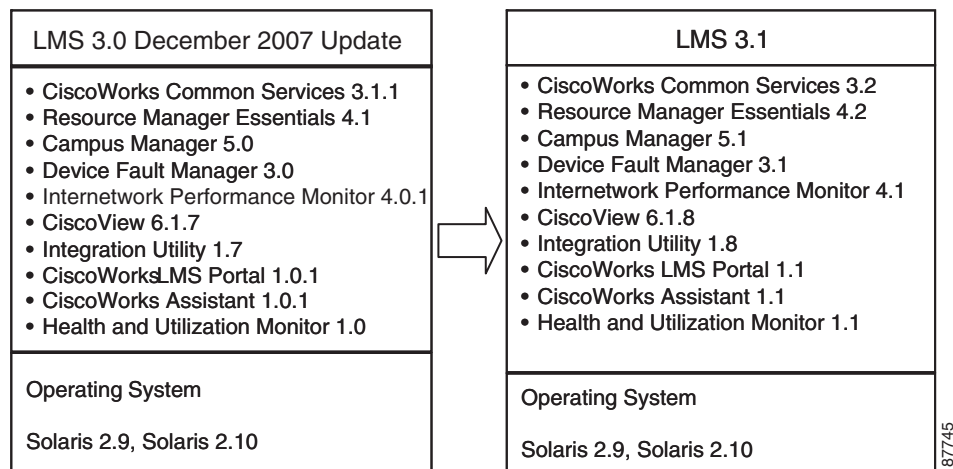 LMS 3.0 December 2007 Update
• CiscoWorks Common Services 3.1.1
• Resource Manager Essentials 4.1
• Campus Manager 5.0
• Device Fault Manager 3.0
• Internetwork Performance Monitor 4.0.1
• CiscoView 6.1.7
• Integration Utility 1.7
• CiscoWorksLMS Portal 1.0.1
• CiscoWorks Assistant 1.0.1
• Health and Utilization Monitor 1.0
Operating System
Solaris 2.9, Solaris 2.10
LMS 3.1
• CiscoWorks Common Services 3.2
• Resource Manager Essentials 4.2
• Campus Manager 5.1
• Device Fault Manager 3.1
• Internetwork Performance Monitor 4.1
• CiscoView 6.1.8
• Integration Utility 1.8
• CiscoWorks LMS Portal 1.1
• CiscoWorks Assistant 1.1
• Health and Utilization Monitor 1.1
Operating System
Solaris 2.9, Solaris 2.10
87745